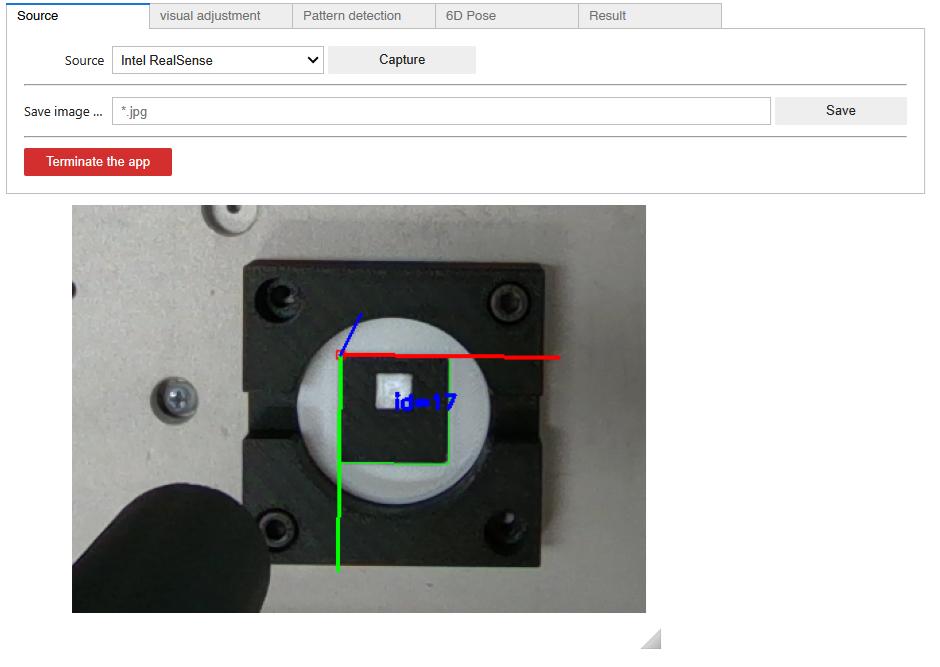 Source visual adjustment Pattern detection 6D Pose Result
Source Intel RealSense Capture
Save image ... *.jpg Save
Terminate the app
id=17